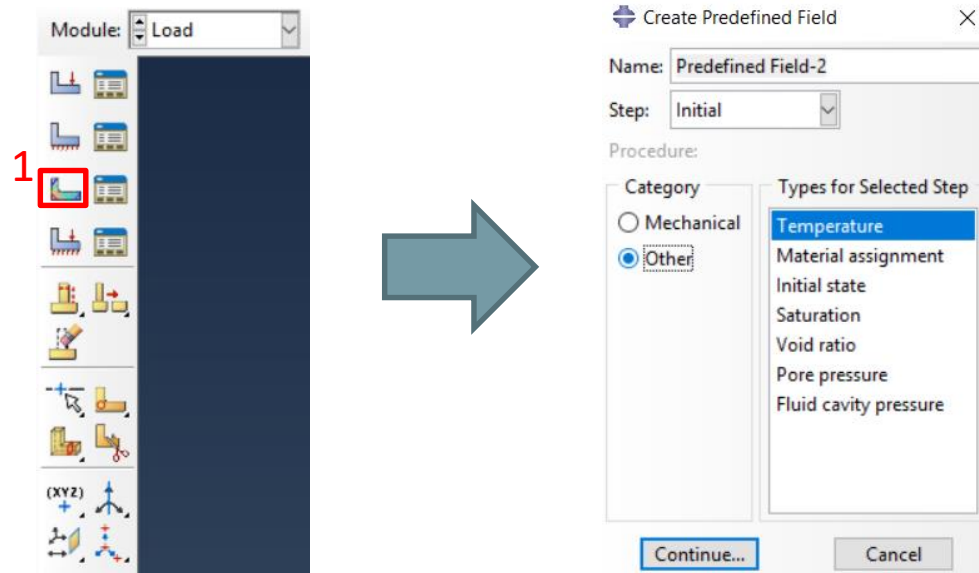 Module: Load
1
(XYZ)
Create Predefined Field
Name: Predefined Field-2
Step: Initial
Procedure:
Category
Mechanical
Other
Types for Selected Step
Temperature
Material assignment
Initial state
Saturation
Void ratio
Pore pressure
Fluid cavity pressure
Continue... Cancel